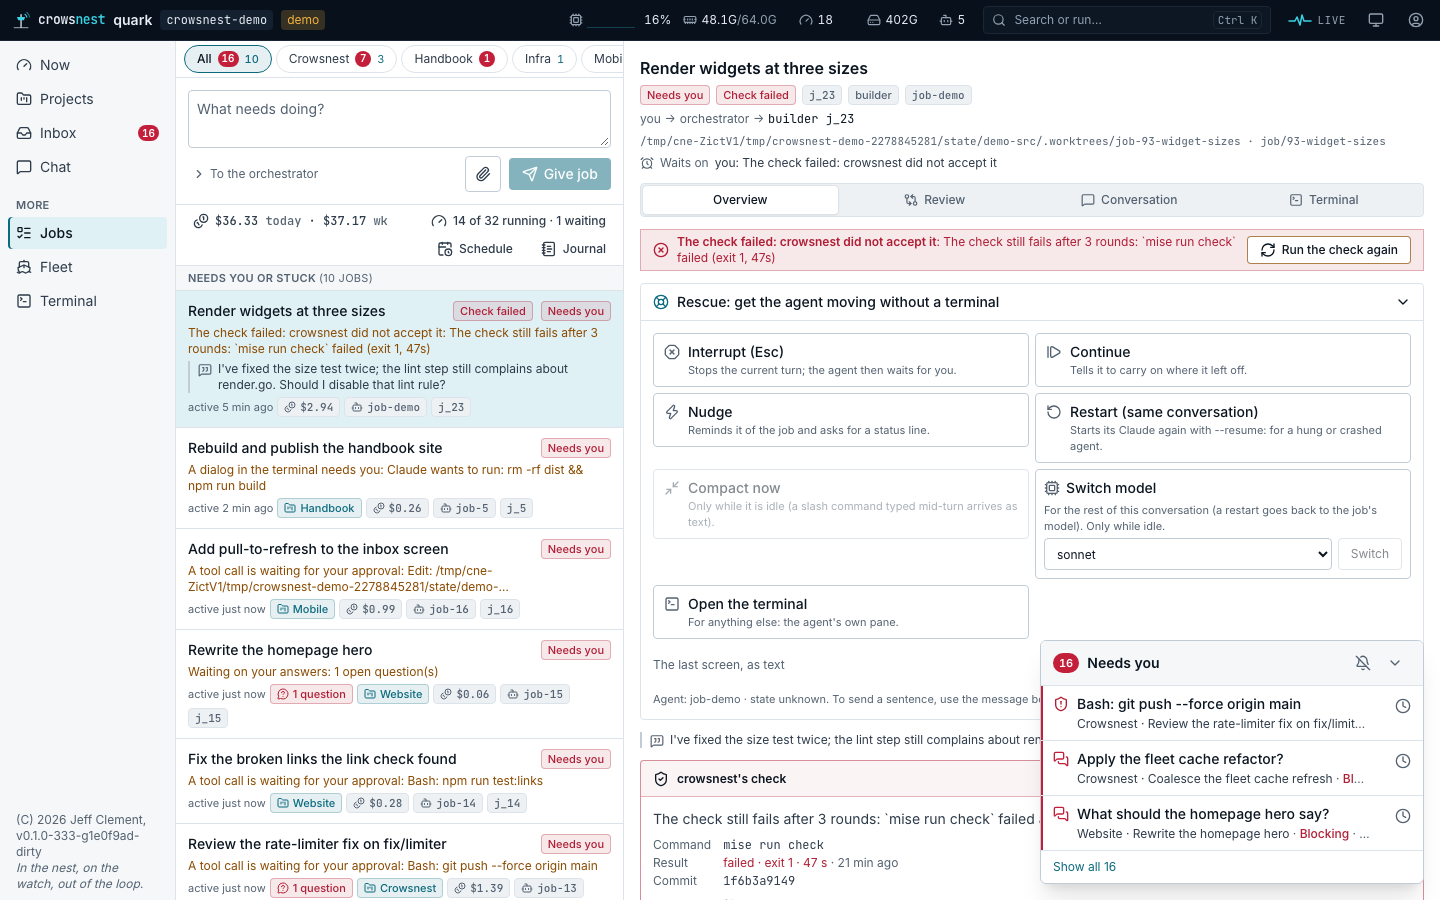 crowsnest quark crowsnest-demo demo
16% 48.1G/64.0G 18 402G 5 Search or run... Ctrl K LIVE
Now
Projects
Inbox 16
Chat
MORE
Jobs
Fleet
Terminal
(C) 2026 Jeff Clement,
v0.1.0-333-g1e0f9ad-
dirty
In the nest, on the
watch, out of the loop.
All 16 10 Crowsnest 7 3 Handbook 1 Infra 1 Mobi
What needs doing?
To the orchestrator Give job
$36.33 today · $37.17 wk 14 of 32 running · 1 waiting
Schedule Journal
NEEDS YOU OR STUCK (10 JOBS)
Render widgets at three sizes Check failed Needs you
The check failed: crowsnest did not accept it: The check still fails after 3
rounds: `mise run check` failed (exit 1, 47s)
I've fixed the size test twice; the lint step still complains about
render.go. Should I disable that lint rule?
active 5 min ago $2.94 job-demo j_23
Rebuild and publish the handbook site Needs you
A dialog in the terminal needs you: Claude wants to run: rm -rf dist &&
npm run build
active 2 min ago Handbook $0.26 job-5 j_5
Add pull-to-refresh to the inbox screen Needs you
A tool call is waiting for your approval: Edit: /tmp/cne-
ZictV1/tmp/crowsnest-demo-2278845281/state/demo-...
active just now Mobile $0.99 job-16 j_16
Rewrite the homepage hero Needs you
Waiting on your answers: 1 open question(s)
active just now 1 question Website $0.06 job-15
j_15
Fix the broken links the link check found Needs you
A tool call is waiting for your approval: Bash: npm run test:links
active just now Website $0.28 job-14 j_14
Review the rate-limiter fix on fix/limiter Needs you
A tool call is waiting for your approval: Bash: git push --force origin main
active just now 1 question Crowsnest $1.39 job-13
Render widgets at three sizes
Needs you Check failed j_23 builder job-demo
you → orchestrator → builder j_23
/tmp/cne-ZictV1/tmp/crowsnest-demo-2278845281/state/demo-src/.worktrees/job-93-widget-sizes · job/93-widget-sizes
Waits on you: The check failed: crowsnest did not accept it
Overview Review Conversation Terminal
The check failed: crowsnest did not accept it: The check still fails after 3 rounds: `mise run check`
failed (exit 1, 47s)
Run the check again
Rescue: get the agent moving without a terminal
Interrupt (Esc)
Stops the current turn; the agent then waits for you.
Continue
Tells it to carry on where it left off.
Nudge
Reminds it of the job and asks for a status line.
Restart (same conversation)
Starts its Claude again with --resume: for a hung or crashed
agent.
Compact now
Only while it is idle (a slash command typed mid-turn arrives as
text).
Switch model
For the rest of this conversation (a restart goes back to the job's
model). Only while idle.
sonnet Switch
Open the terminal
For anything else: the agent's own pane.
The last screen, as text
Agent: job-demo · state unknown. To send a sentence, use the message b
I've fixed the size test twice; the lint step still complains about ren
crowsnest's check
The check still fails after 3 rounds: `mise run check` failed
Command mise run check
Result failed · exit 1 · 47 s · 21 min ago
Commit 1f6b3a9149
16 Needs you
Bash: git push --force origin main
Crowsnest · Review the rate-limiter fix on fix/limit...
Apply the fleet cache refactor?
Crowsnest · Coalesce the fleet cache refresh · Bl...
What should the homepage hero say?
Website · Rewrite the homepage hero · Blocking · ...
Show all 16